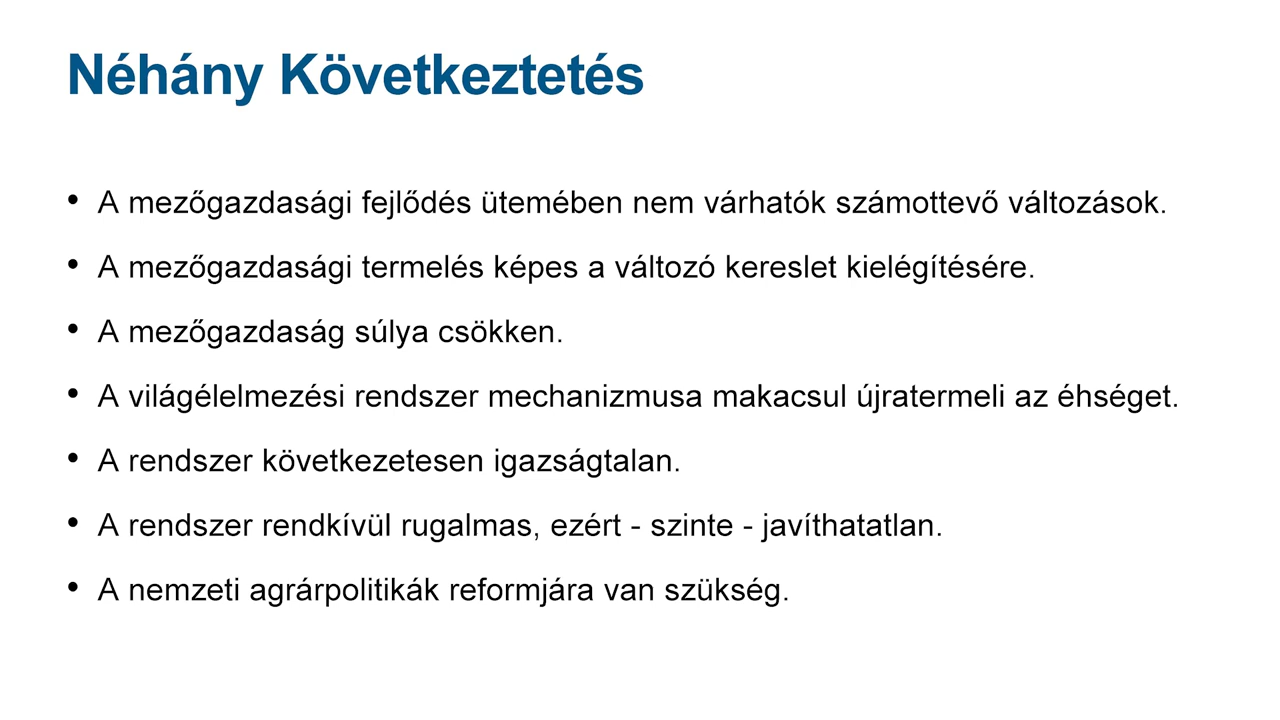 Néhány Következtetés
• A mezőgazdasági fejlődés ütemében nem várhatók számottevő változások.
• A mezőgazdasági termelés képes a változó kereslet kielégítésére.
• A mezőgazdaság súlya csökken.
• A világélelmezési rendszer mechanizmusa makacsul újratermeli az éhséget.
• A rendszer következetesen igazságtalan.
• A rendszer rendkívül rugalmas, ezért - szinte - javíthatatlan.
• A nemzeti agrárpolitikák reformjára van szükség.